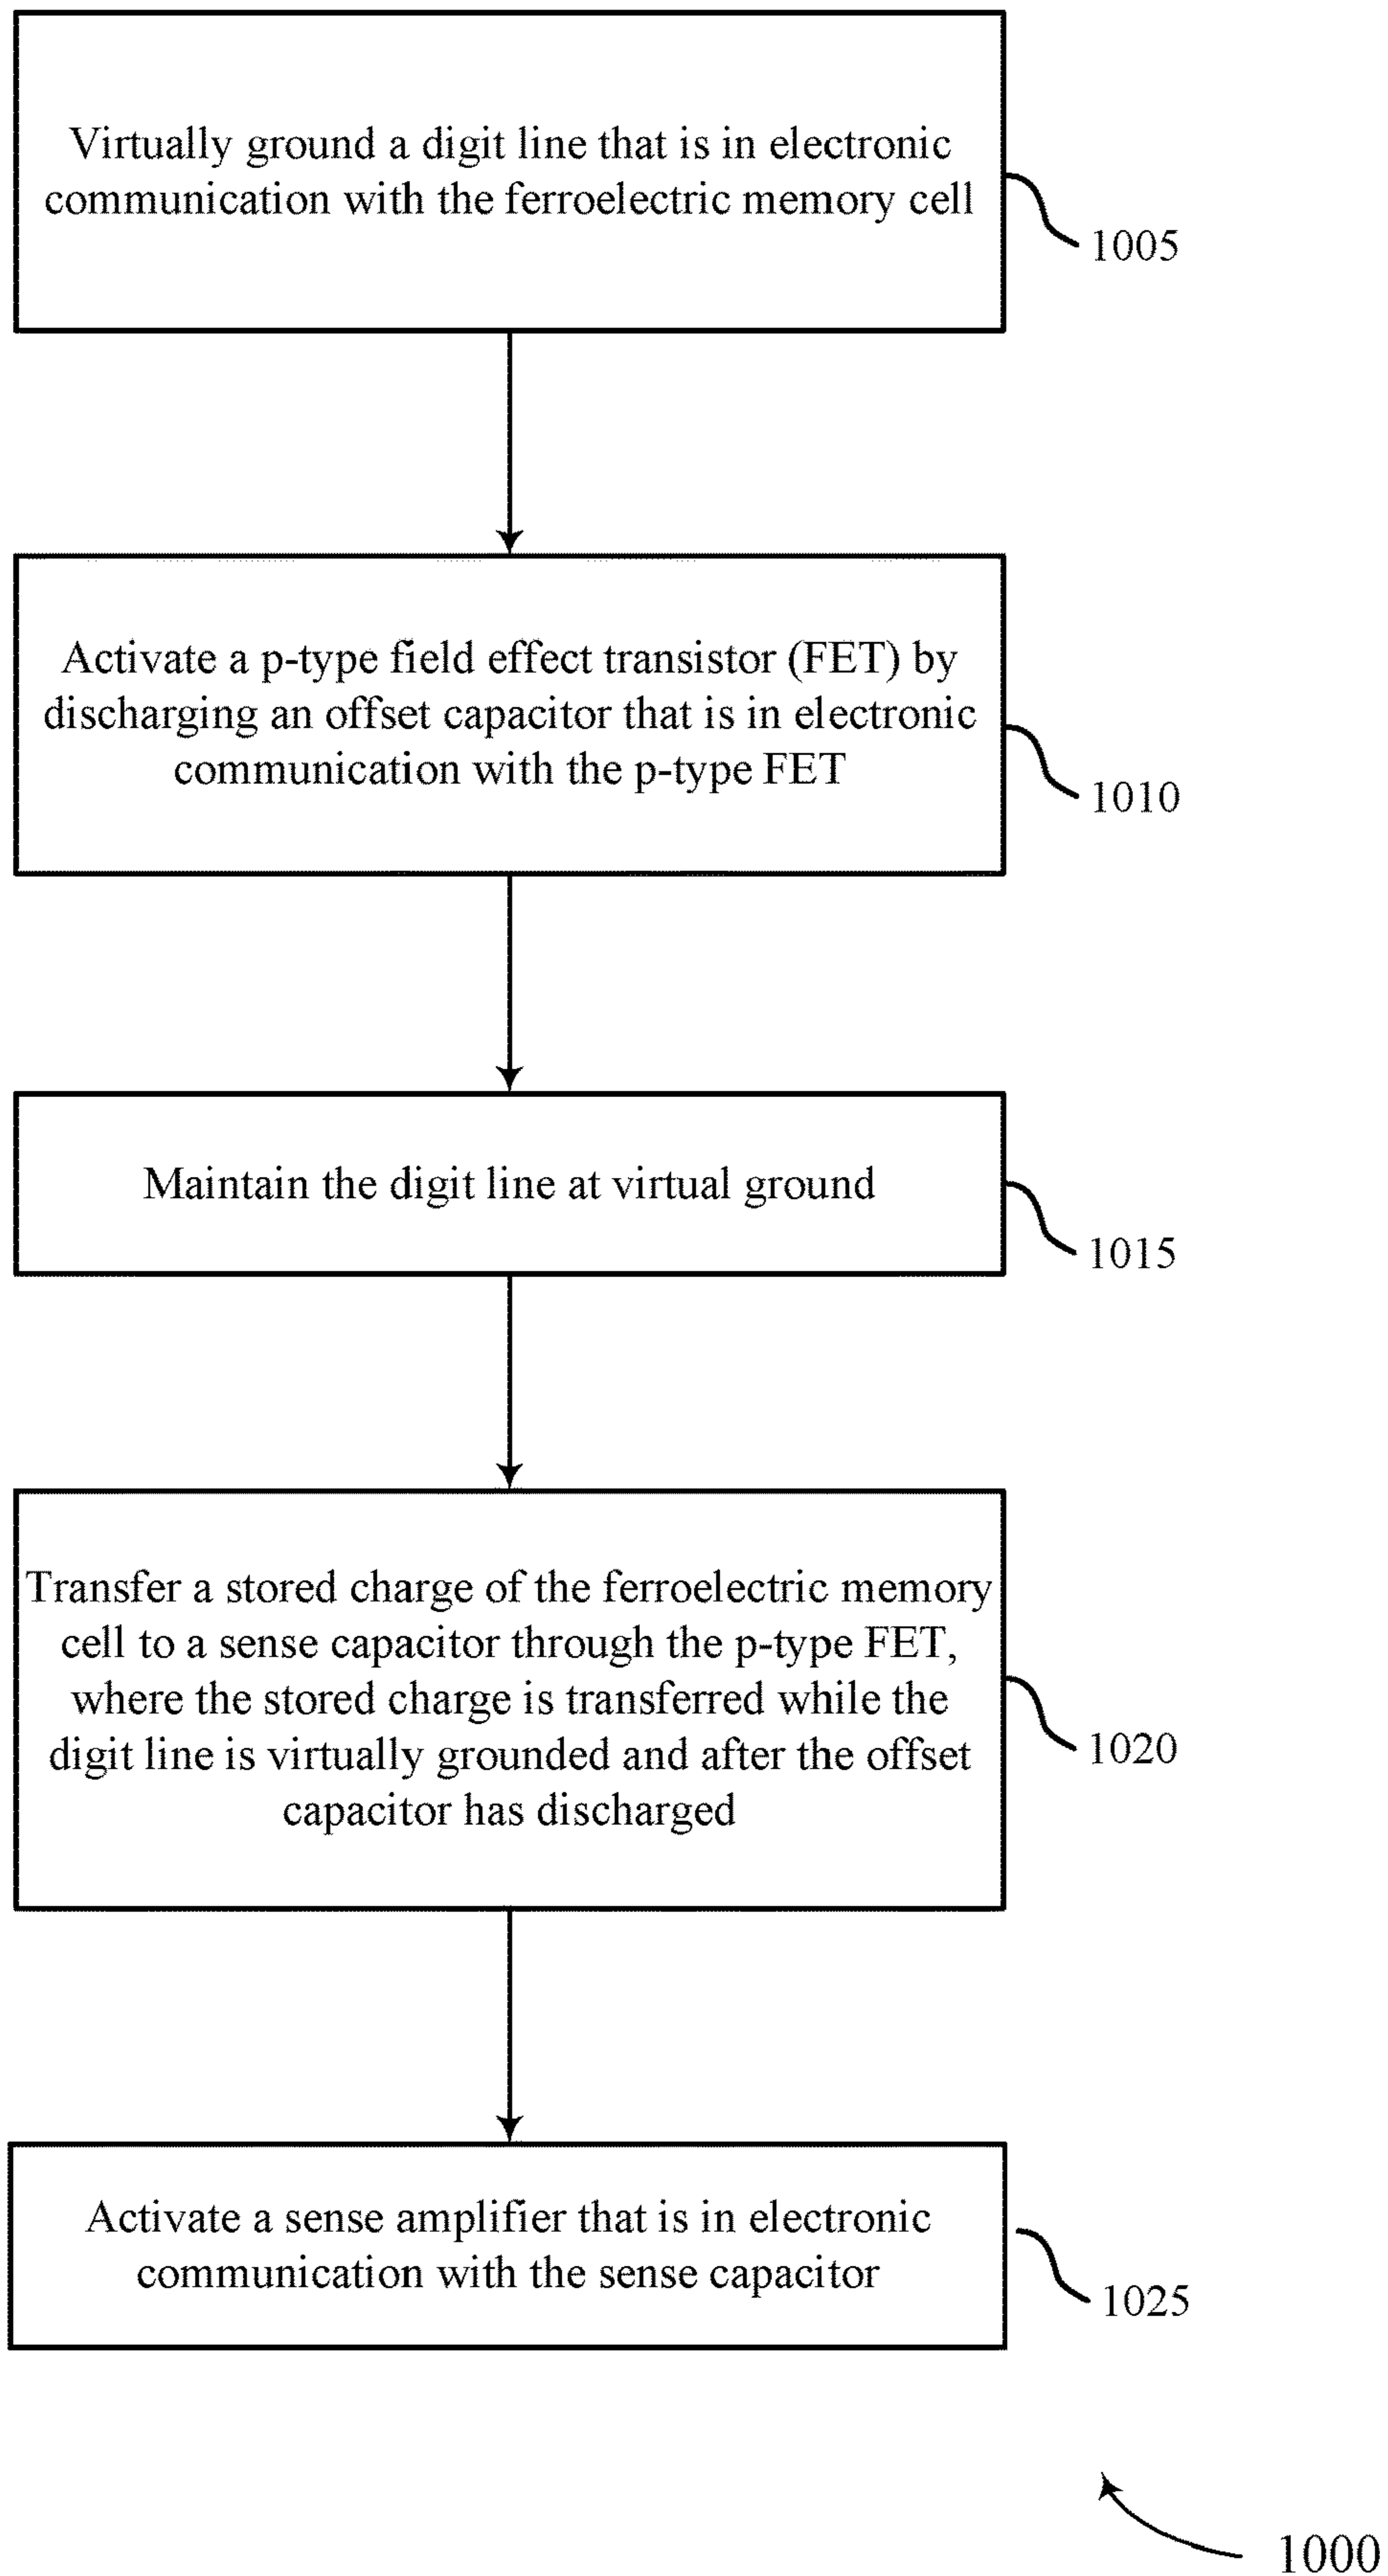 Virtually ground a digit line that is in electronic
communication with the ferroelectric memory cell
1005
Activate a p-type field effect transistor (FET) by
discharging an offset capacitor that is in electronic
communication with the p-type FET
1010
Maintain the digit line at virtual ground
1015
Transfer a stored charge of the ferroelectric memory
cell to a sense capacitor through the p-type FET,
where the stored charge is transferred while the
digit line is virtually grounded and after the offset
capacitor has discharged
1020
Activate a sense amplifier that is in electronic
communication with the sense capacitor
1025
1000